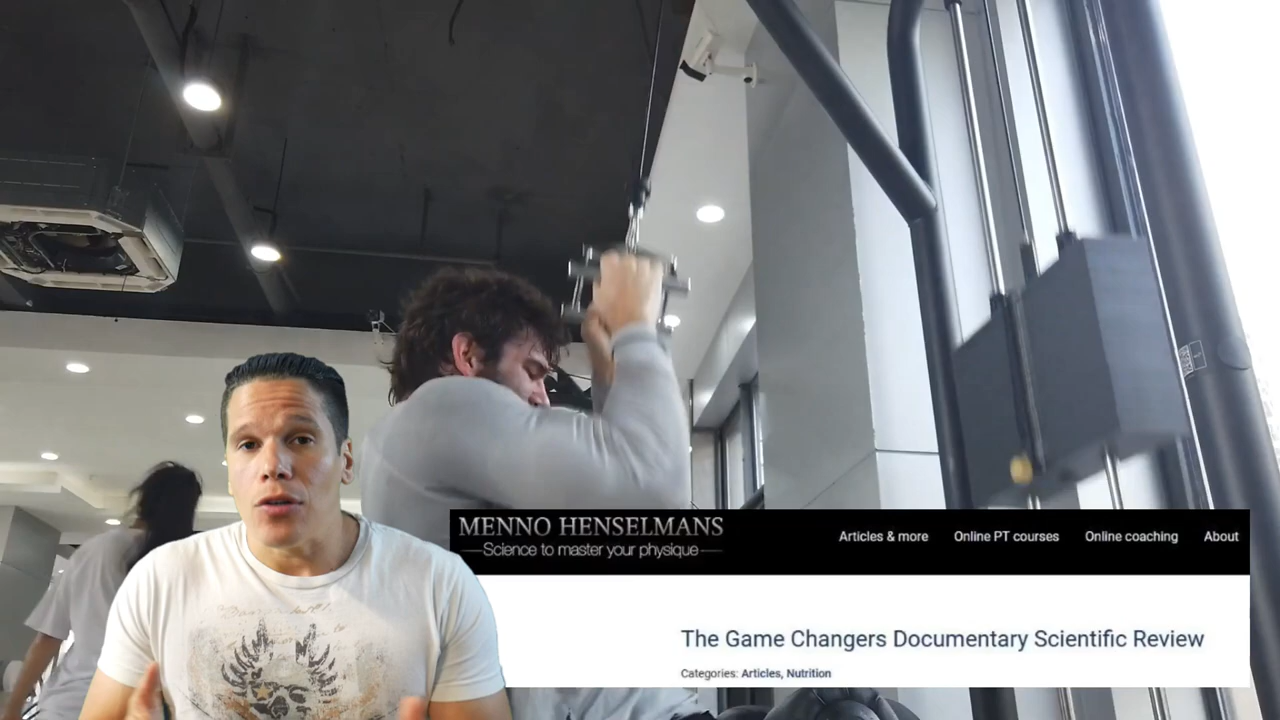 MENNO HENSELMANS
Science to master your physique
Articles & more Online PT courses Online coaching About
The Game Changers Documentary Scientific Review
Categories: Articles, Nutrition